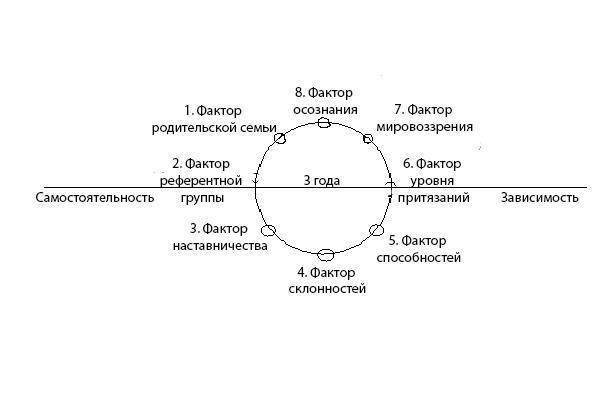 8. Фактор
осознания
1. Фактор
родительской семьи
7. Фактор
мировоззрения
2. Фактор
референтной
группы
3 года
6. Фактор
уровня
притязаний
Самостоятельность
Зависимость
3. Фактор
наставничества
5. Фактор
способностей
4. Фактор
склонностей